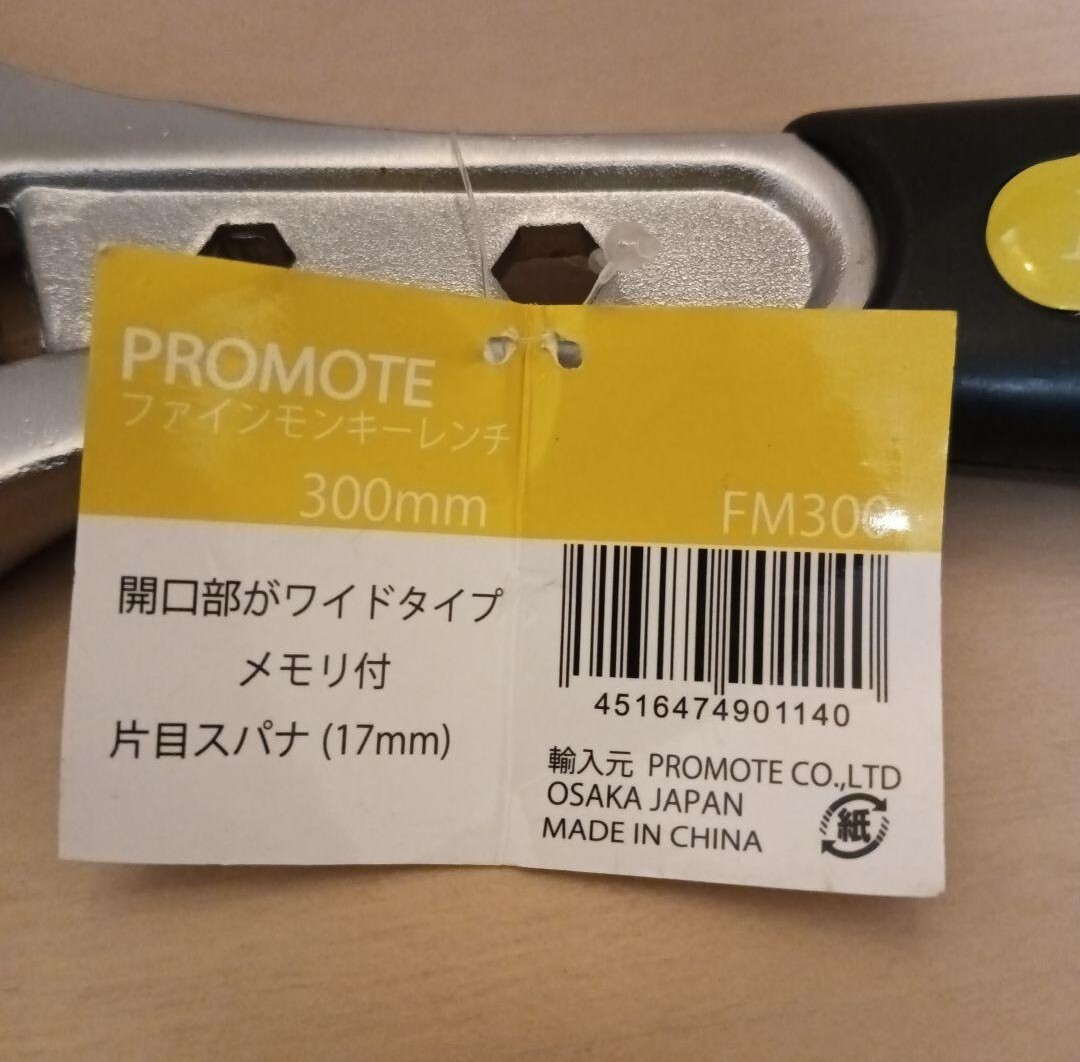 PROMOTE
ファインモンキーレンチ
300mm
開口部がワイドタイプ
メモリ付
片目スパナ (17mm)
FM300
4516474901140
輸入元 PROMOTE CO.,LTD
OSAKA JAPAN
MADE IN CHINA
紙